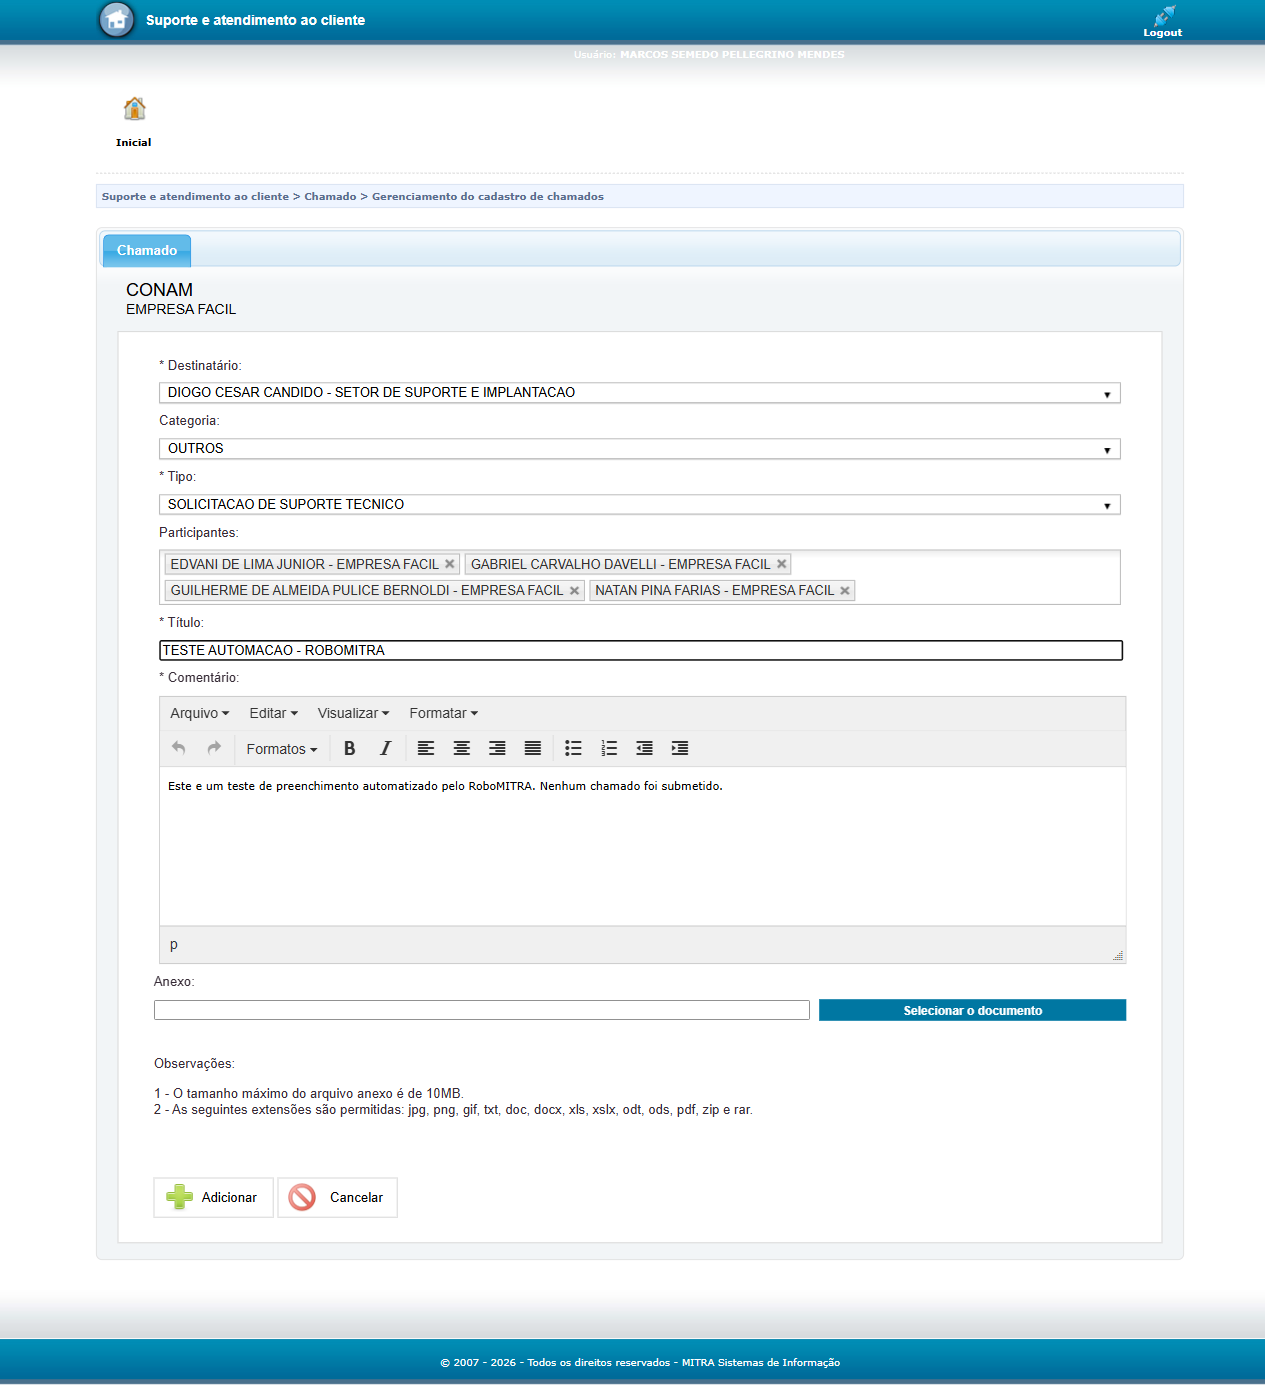 Suporte e atendimento ao cliente
Logout
Usuário: MARCOS SEMEDO PELLEGRINO MENDES
Inicial
Suporte e atendimento ao cliente > Chamado > Gerenciamento do cadastro de chamados
Chamado
CONAM
EMPRESA FACIL
* Destinatário:
DIOGO CESAR CANDIDO - SETOR DE SUPORTE E IMPLANTACAO
Categoria:
OUTROS
* Tipo:
SOLICITACAO DE SUPORTE TECNICO
Participantes:
EDVANI DE LIMA JUNIOR - EMPRESA FACIL GABRIEL CARVALHO DAVELLI - EMPRESA FACIL
GUILHERME DE ALMEIDA PULICE BERNOLDI - EMPRESA FACIL NATAN PINA FARIAS - EMPRESA FACIL
* Título:
TESTE AUTOMACAO - ROBOMITRA
* Comentário:
Arquivo Editar Visualizar Formatar
Formatos B I
Este e um teste de preenchimento automatizado pelo RoboMITRA. Nenhum chamado foi submetido.
p
Anexo:
Selecionar o documento
Observações:
1 - O tamanho máximo do arquivo anexo é de 10MB.
2 - As seguintes extensões são permitidas: jpg, png, gif, txt, doc, docx, xls, xslx, odt, ods, pdf, zip e rar.
Adicionar Cancelar
© 2007 - 2026 - Todos os direitos reservados - MITRA Sistemas de Informação